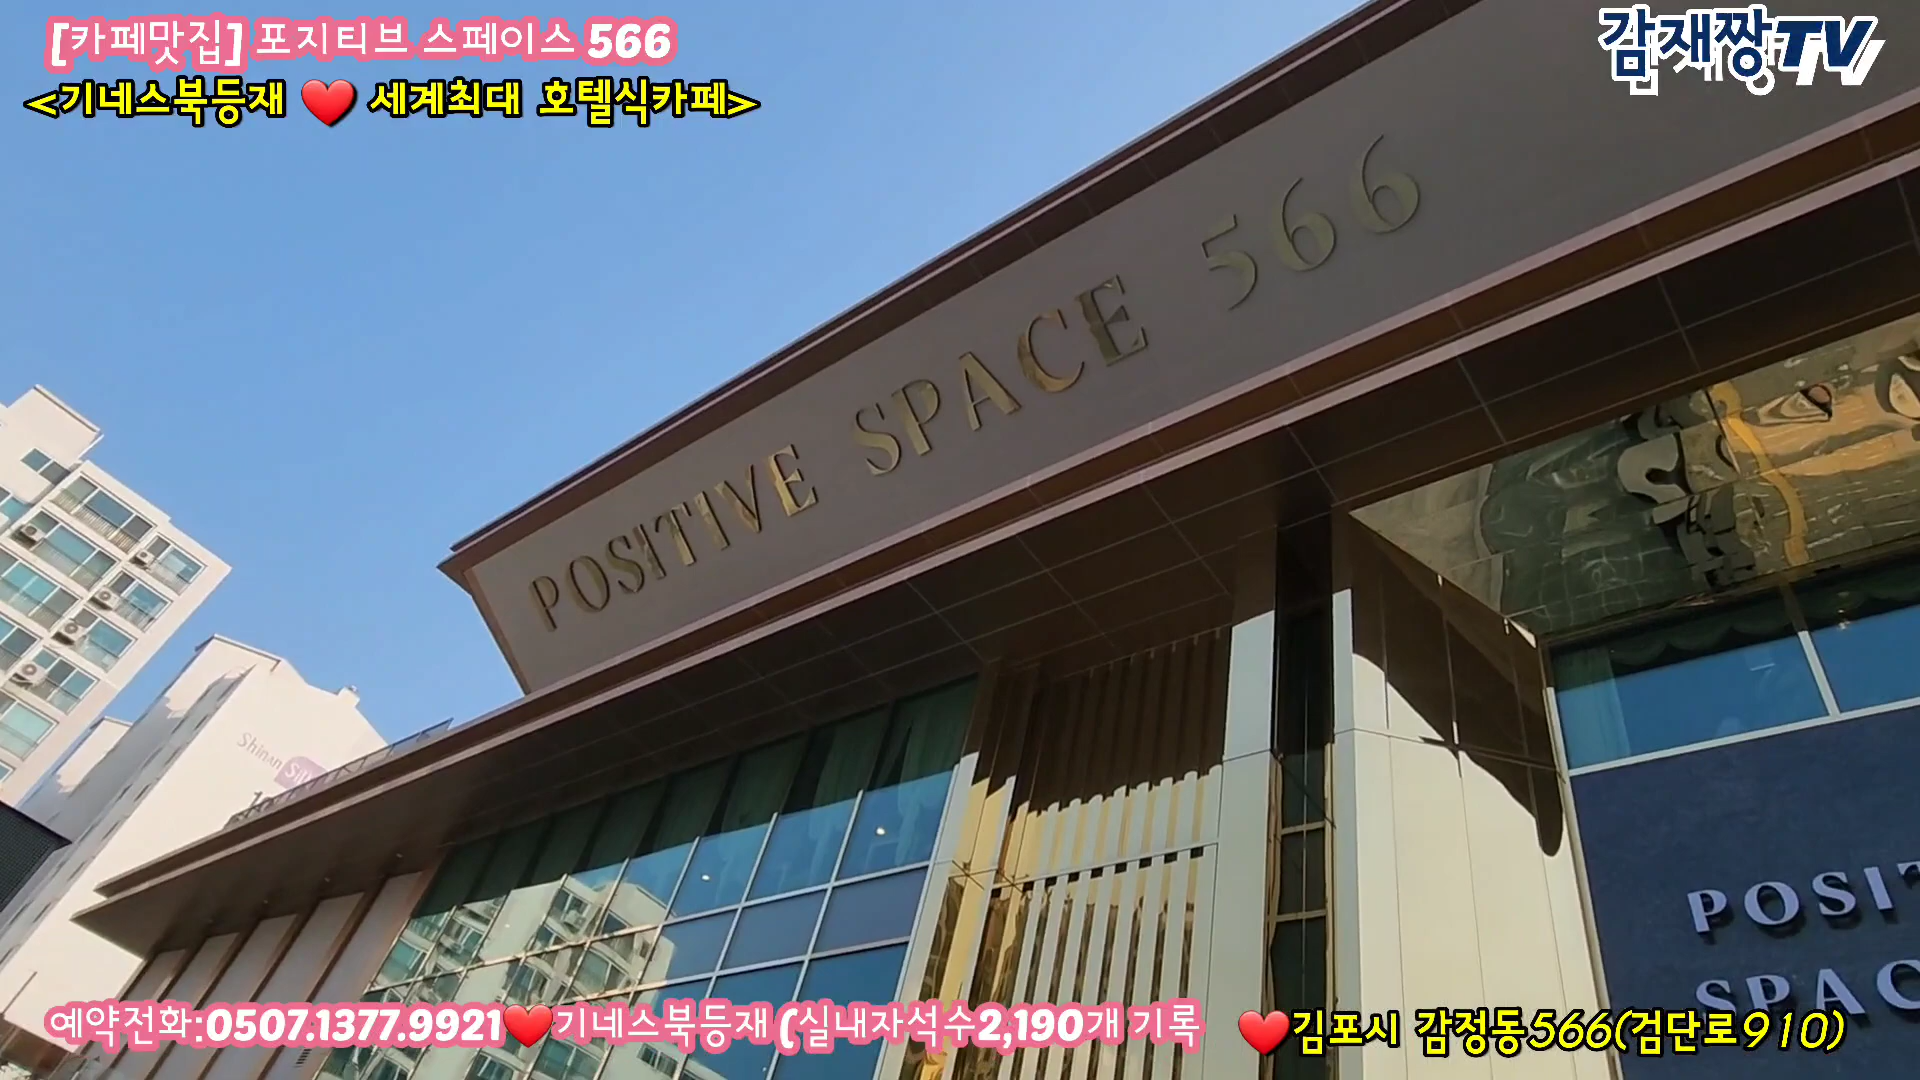 [카페맛집] 포지티브 스페이스 566
<기네스북등재 ❤️ 세계최대 호텔식카페>
감재짱TV
POSITIVE SPACE 566
Shinan
POSIT
SPAC
예약전화:0507.1377.9921❤️기네스북등재 (실내자석수2,190개 기록
❤️김포시 감정동566(검단로910)